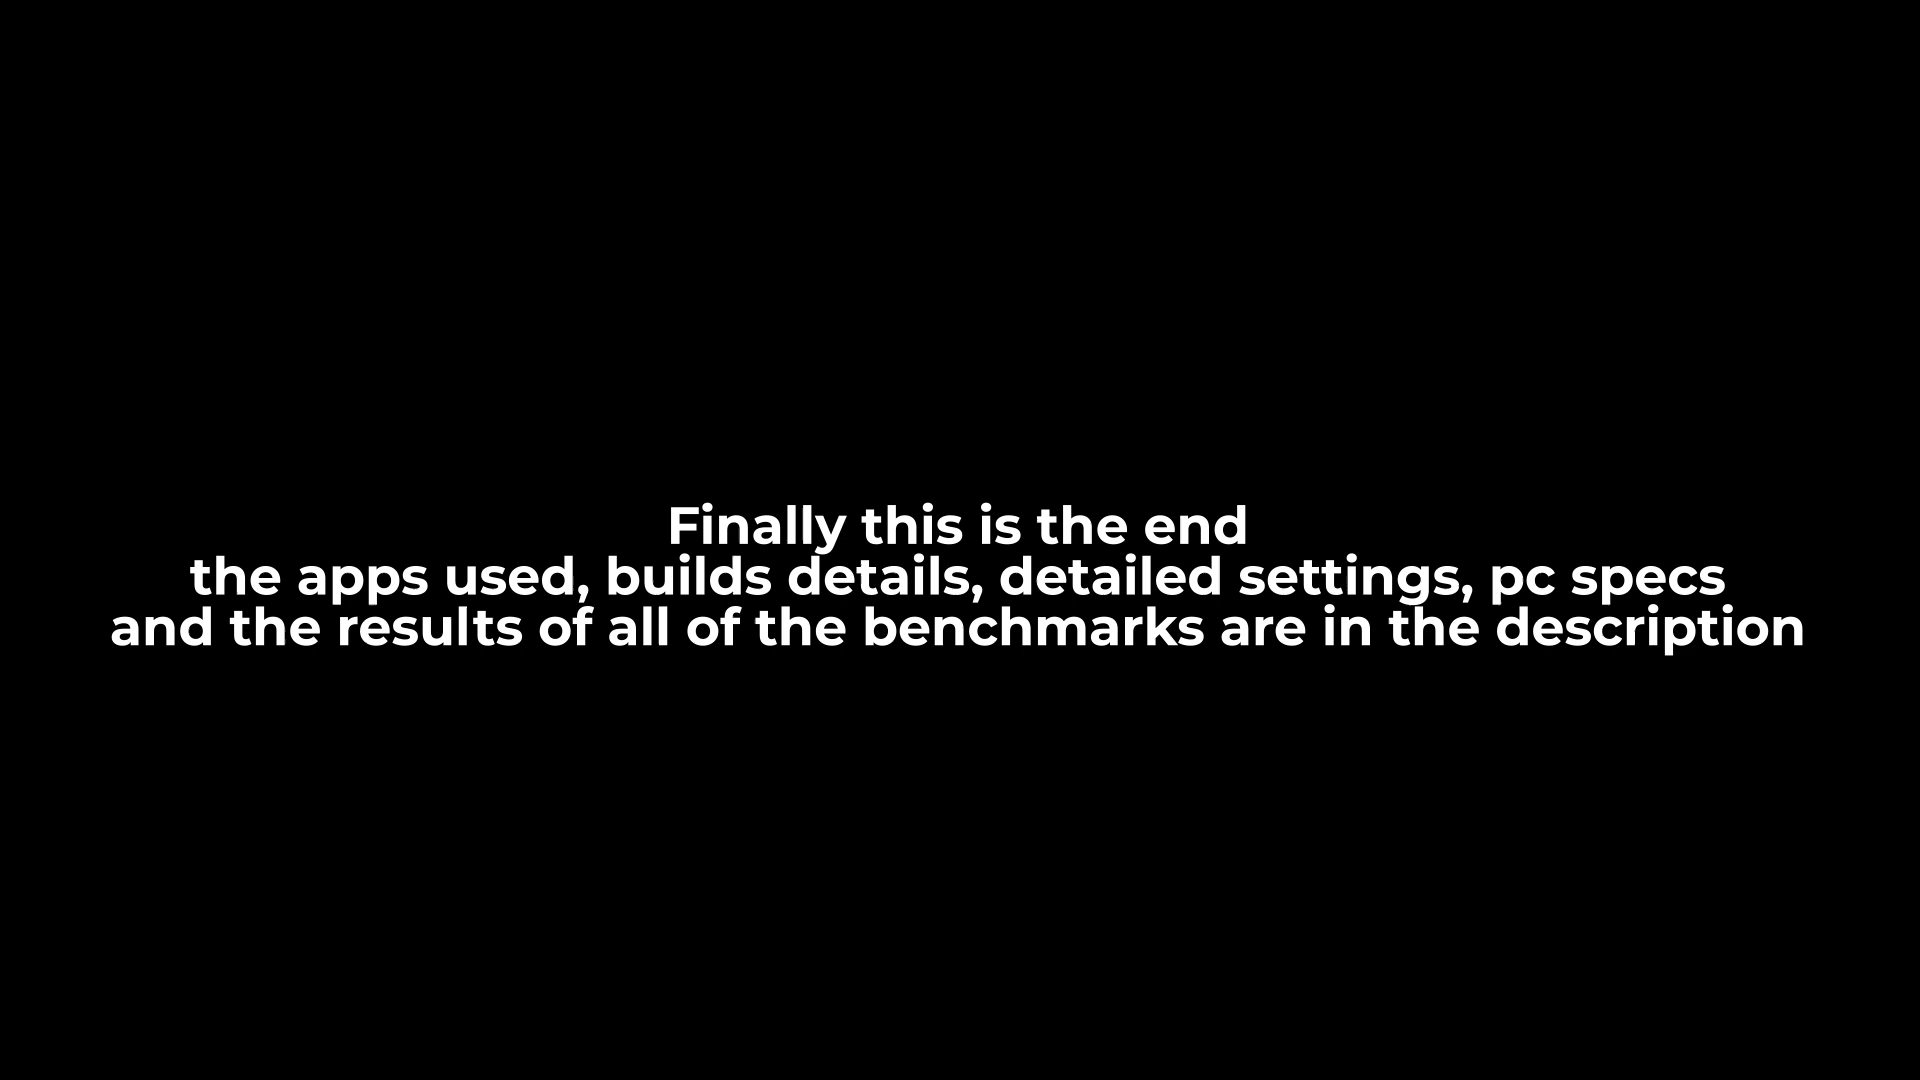 Finally this is the end
the apps used, builds details, detailed settings, pc specs
and the results of all of the benchmarks are in the description